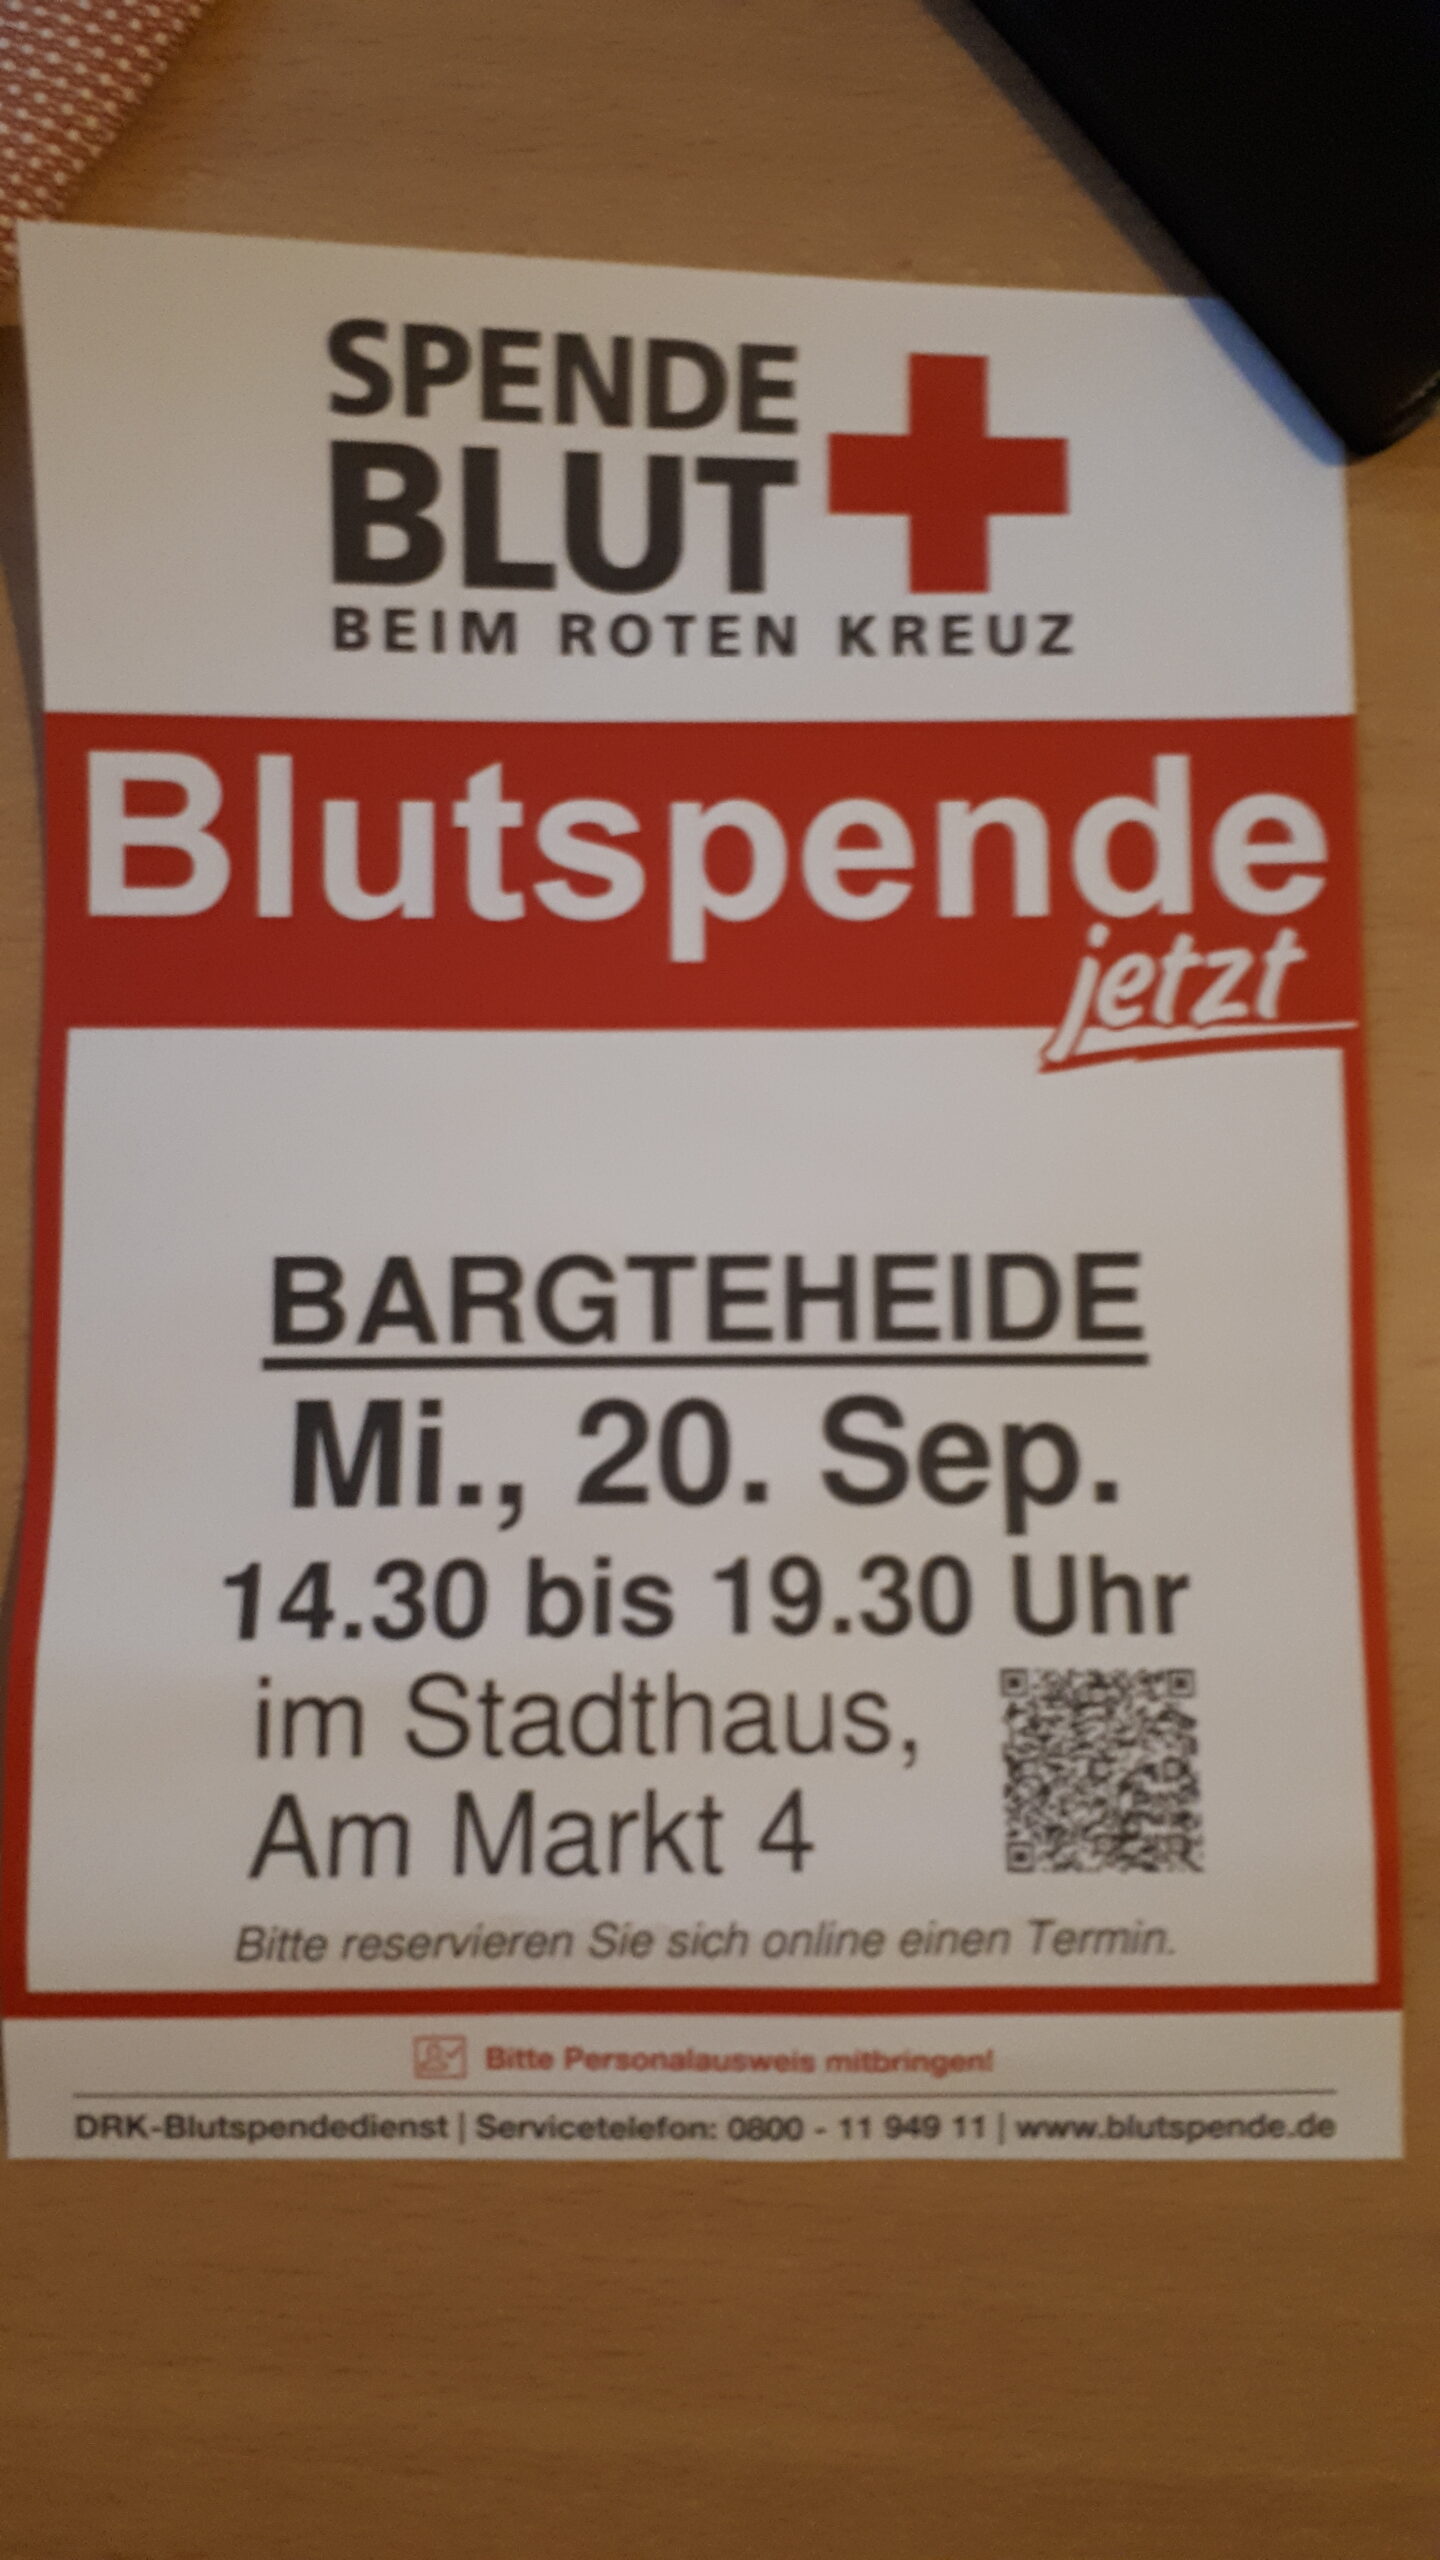 SPENDE
BLUT
BEIM ROTEN KREUZ
Blutspende
jetzt
BARGTEHEIDE
Mi., 20. Sep.
14.30 bis 19.30 Uhr
im Stadthaus,
Am Markt 4
Bitte reservieren Sie sich online einen Termin.
Bitte Personalausweis mitbringen!
DRK-Blutspendedienst | Servicetelefon: 0800 - 11 949 11 | www.blutspende.de